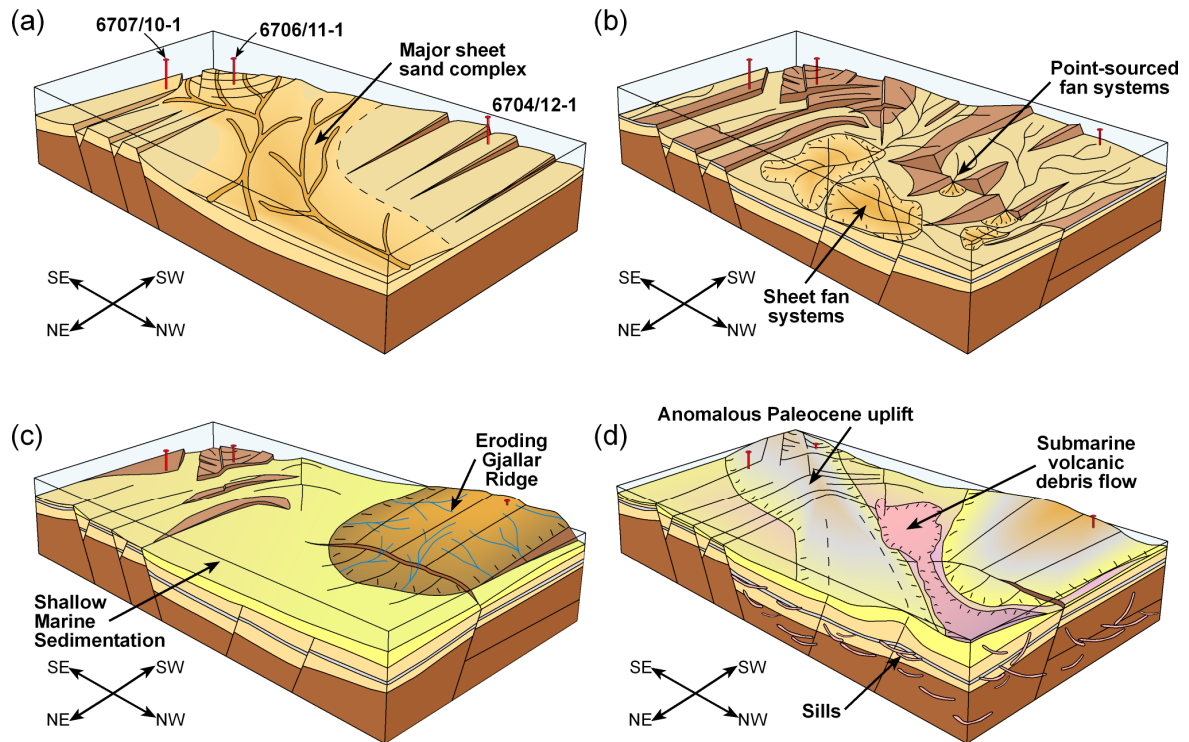 (a)
6707/10-1
6706/11-1
Major sheet
sand complex
6704/12-1
SE
SW
NE
NW
(b)
Point-sourced
fan systems
Sheet fan
systems
SE
SW
NE
NW
(c)
Eroding
Gjallar
Ridge
Shallow
Marine
Sedimentation
SE
SW
NE
NW
(d)
Anomalous Paleocene uplift
Submarine
volcanic
debris flow
Sills
SE
SW
NE
NW